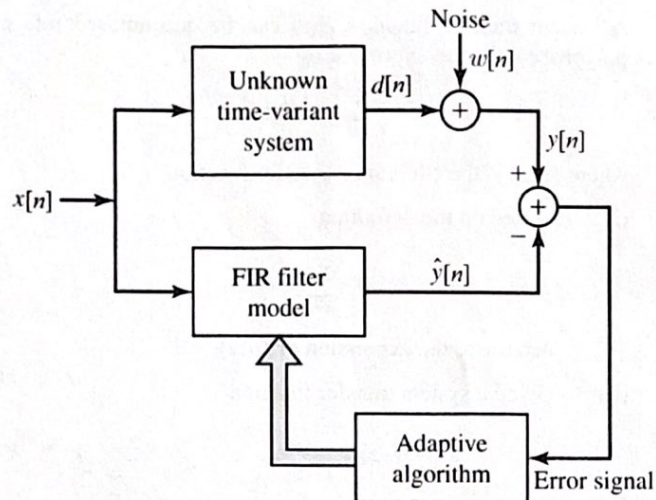 Noise
w[n]
Unknown
time-variant
system
d[n]
+
y[n]
+
+
−
x[n]
FIR filter
model
ŷ[n]
Adaptive
algorithm
Error signal